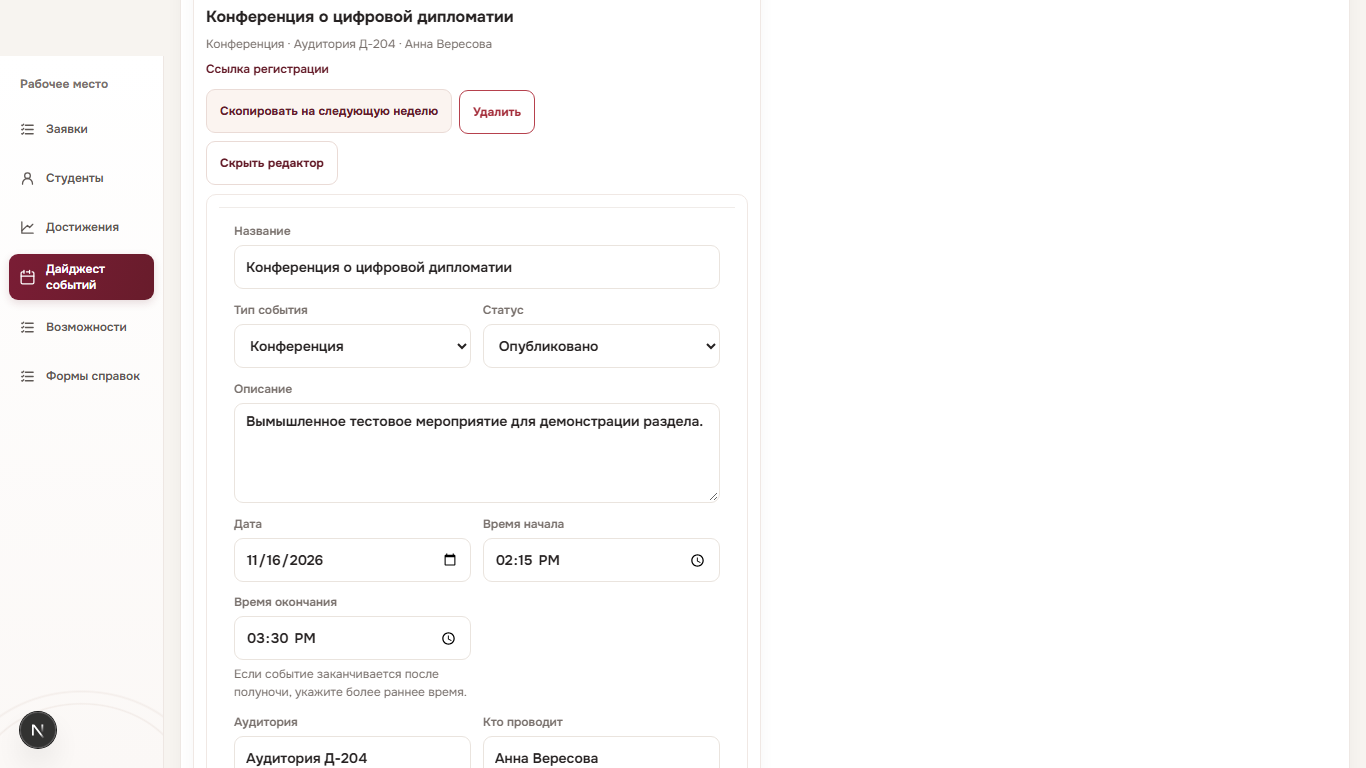 Конференция о цифровой дипломатии
Конференция · Аудитория Д-204 · Анна Вересова
Ссылка регистрации
Скопировать на следующую неделю
Удалить
Скрыть редактор
Рабочее место
Заявки
Студенты
Достижения
Дайджест
событий
Возможности
Формы справок
Название
Конференция о цифровой дипломатии
Тип события
Статус
Конференция
Опубликовано
Описание
Вымышленное тестовое мероприятие для демонстрации раздела.
Дата
Время начала
11/16/2026
02:15 PM
Время окончания
03:30 PM
Если событие заканчивается после
полуночи, укажите более раннее время.
Аудитория
Кто проводит
Аудитория Д-204
Анна Вересова
N